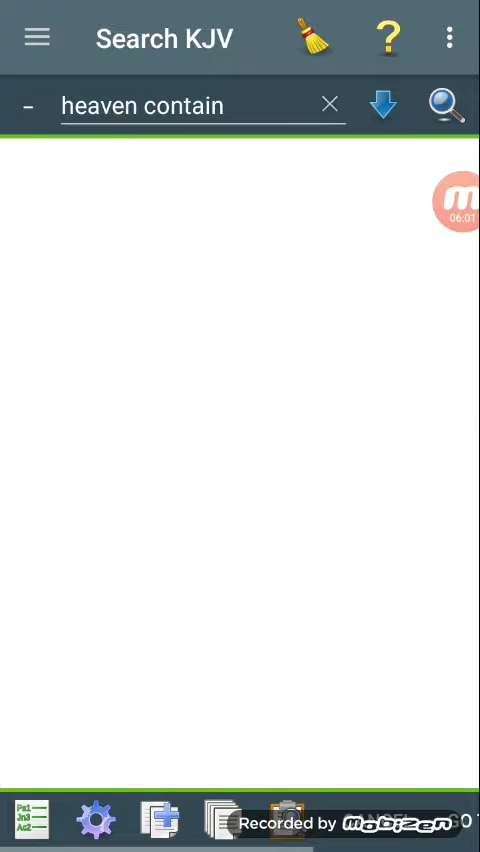 Search KJV
- heaven contain
06:01
Ps1
Jn3
Ac2
Recorded by mobizen